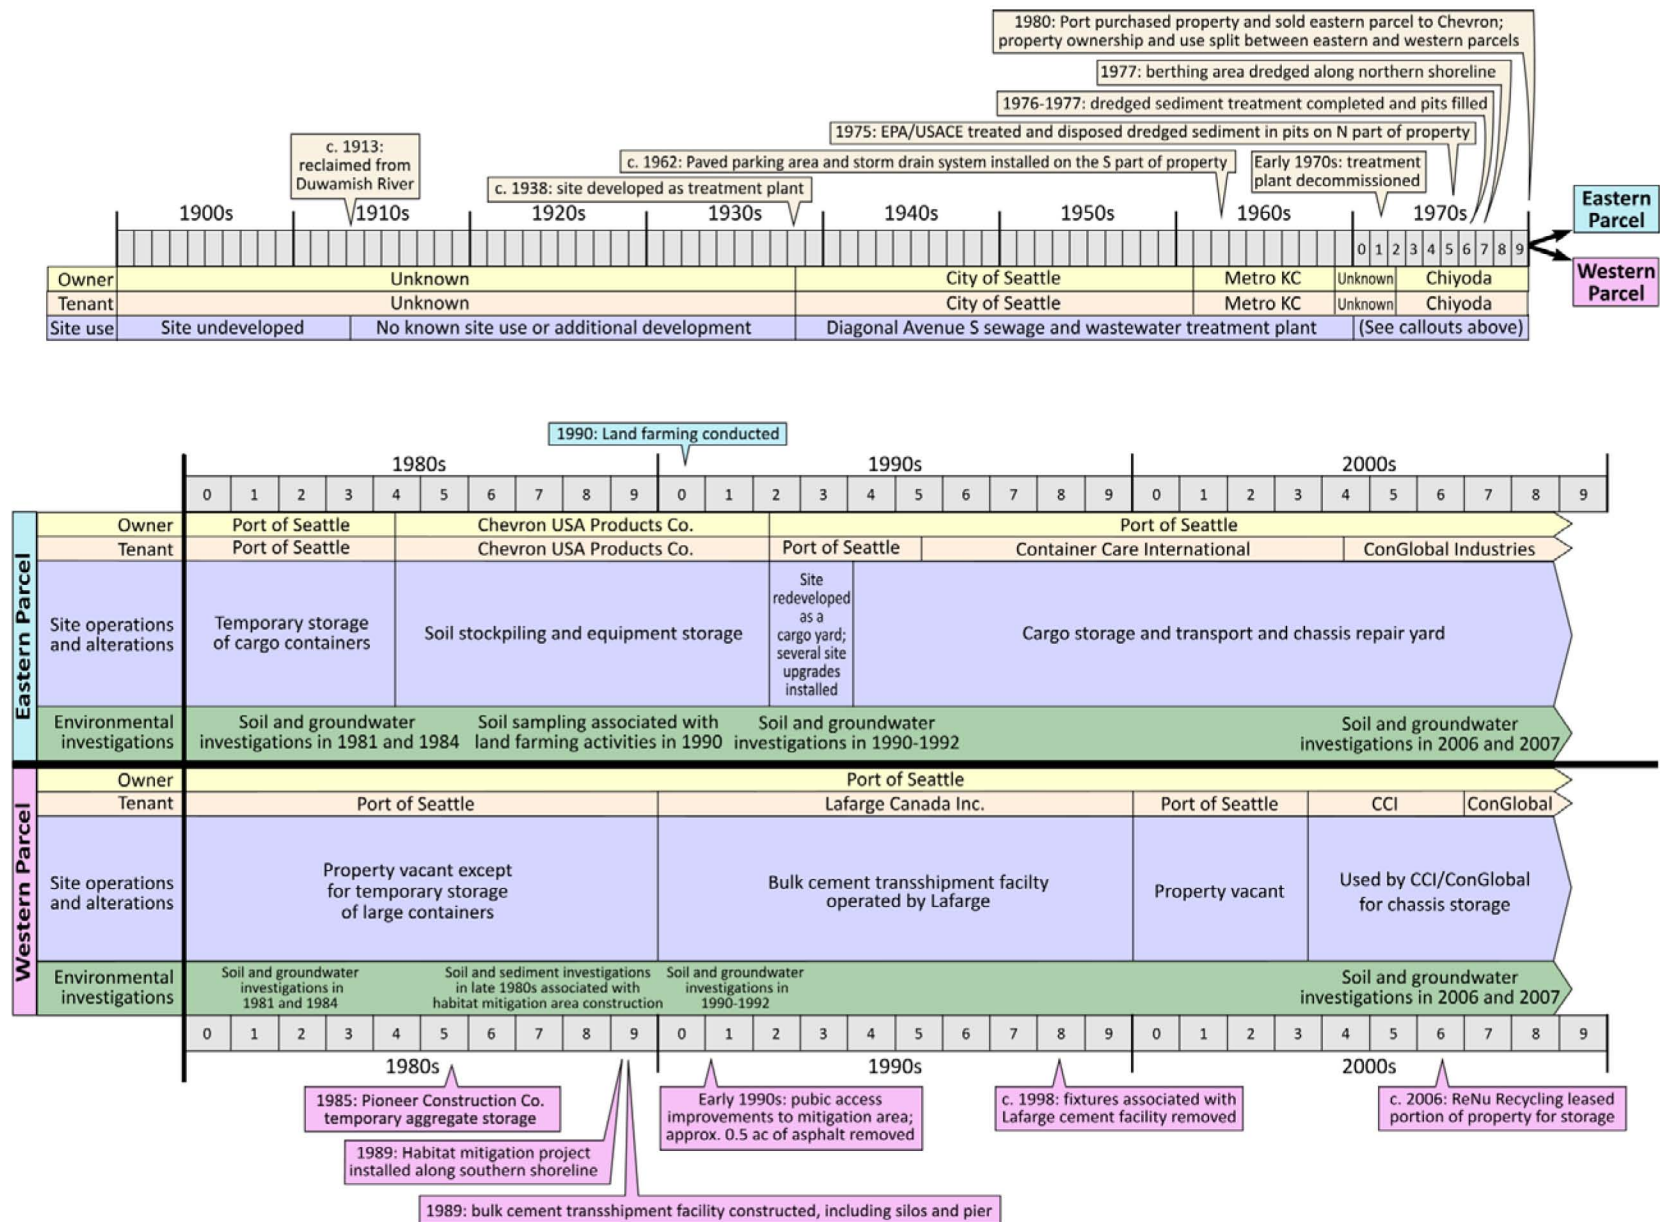 1980: Port purchased property and sold eastern parcel to Chevron;
property ownership and use split between eastern and western parcels
1977: berthing area dredged along northern shoreline
1976-1977: dredged sediment treatment completed and pits filled
1975: EPA/USACE treated and disposed dredged sediment in pits on N part of property
c. 1913:
reclaimed from
Duwamish River
c. 1962: Paved parking area and storm drain system installed on the S part of property
Early 1970s: treatment
plant decommissioned
c. 1938: site developed as treatment plant
1900s 1910s 1920s 1930s 1940s 1950s 1960s 1970s
0 1 2 3 4 5 6 7 8 9
Eastern
Parcel
Western
Parcel
Owner Unknown City of Seattle Metro KC Unknown Chiyoda
Tenant Unknown City of Seattle Metro KC Unknown Chiyoda
Site use Site undeveloped No known site use or additional development Diagonal Avenue S sewage and wastewater treatment plant (See callouts above)
1990: Land farming conducted
1980s 1990s 2000s
0 1 2 3 4 5 6 7 8 9 0 1 2 3 4 5 6 7 8 9 0 1 2 3 4 5 6 7 8 9
Eastern Parcel
Owner Port of Seattle Chevron USA Products Co. Port of Seattle
Tenant Port of Seattle Chevron USA Products Co. Port of Seattle Container Care International ConGlobal Industries
Site operations
and alterations
Temporary storage
of cargo containers
Soil stockpiling and equipment storage
Site
redeveloped
as a
cargo yard;
several site
upgrades
installed
Cargo storage and transport and chassis repair yard
Environmental
investigations
Soil and groundwater
investigations in 1981 and 1984
Soil sampling associated with
land farming activities in 1990
Soil and groundwater
investigations in 1990-1992
Soil and groundwater
investigations in 2006 and 2007
Western Parcel
Owner Port of Seattle
Tenant Port of Seattle Lafarge Canada Inc. Port of Seattle CCI ConGlobal
Site operations
and alterations
Property vacant except
for temporary storage
of large containers
Bulk cement transshipment facilty
operated by Lafarge
Property vacant
Used by CCI/ConGlobal
for chassis storage
Environmental
investigations
Soil and groundwater
investigations in
1981 and 1984
Soil and sediment investigations
in late 1980s associated with
habitat mitigation area construction
Soil and groundwater
investigations in
1990-1992
Soil and groundwater
investigations in 2006 and 2007
0 1 2 3 4 5 6 7 8 9 0 1 2 3 4 5 6 7 8 9 0 1 2 3 4 5 6 7 8 9
1980s 1990s 2000s
1985: Pioneer Construction Co.
temporary aggregate storage
Early 1990s: pubic access
improvements to mitigation area;
approx. 0.5 ac of asphalt removed
c. 1998: fixtures associated with
Lafarge cement facility removed
c. 2006: ReNu Recycling leased
portion of property for storage
1989: Habitat mitigation project
installed along southern shoreline
1989: bulk cement transshipment facility constructed, including silos and pier